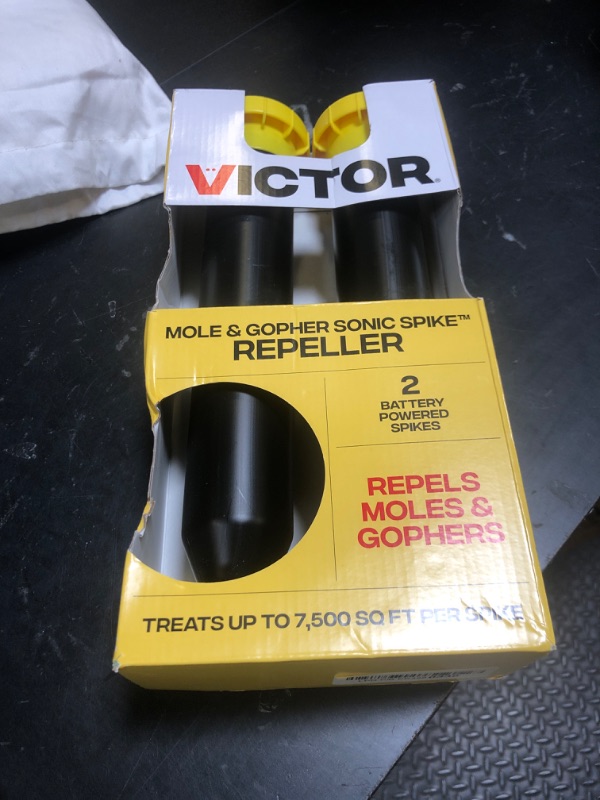 VICTOR®
MOLE & GOPHER SONIC SPIKE™
REPELLER
2
BATTERY
POWERED
SPIKES
REPELS
MOLES &
GOPHERS
TREATS UP TO 7,500 SQ FT PER SPIKE